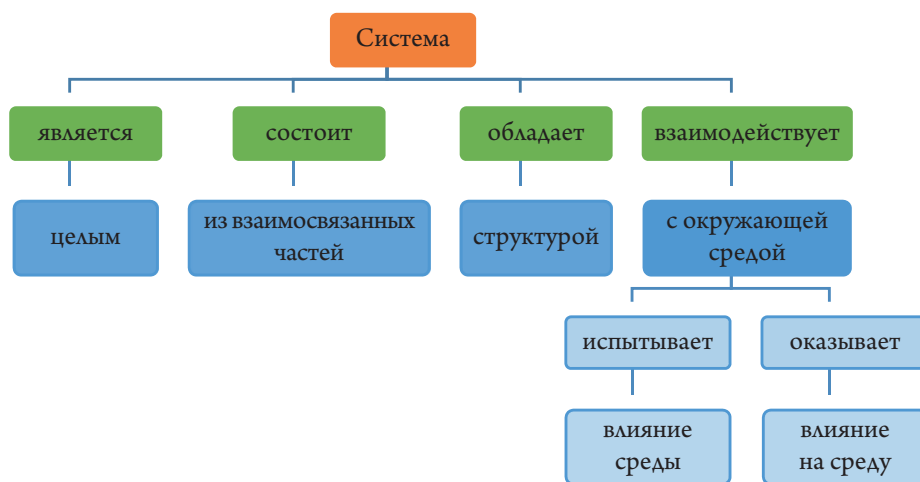 Система
является
состоит
обладает
взаимодействует
целым
из взаимосвязанных
частей
структурой
с окружающей
средой
испытывает
оказывает
влияние
среды
влияние
на среду